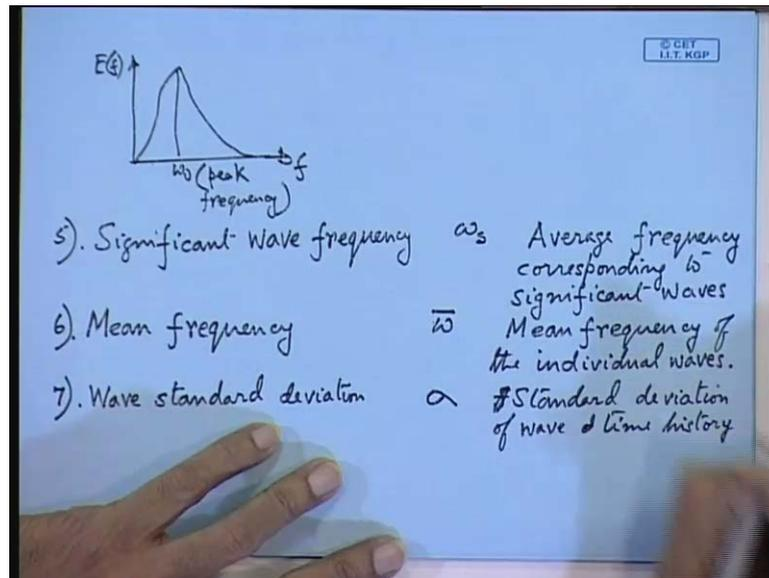 © CET
I.I.T. KGP
E(f)
f
ω₀ (peak
frequency)
5). Significant wave frequency ωs Average frequency
corresponding to
significant waves
6). Mean frequency ω̅ Mean frequency of
the individual waves.
7). Wave standard deviation σ Standard deviation
of wave time history